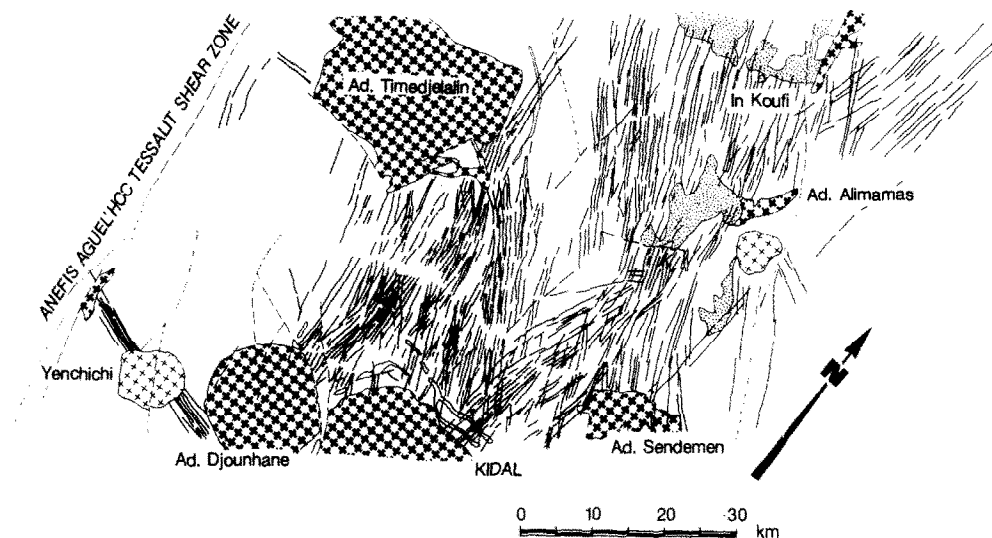 ANEFIS AGUEL'HCC TESSALIT SHEAR ZONE
Ad. Timedjelalin
In Koufi
Ad. Alimamas
Yenchichi
Ad. Djounhane
KIDAL
Ad. Sendemen
N
0 10 20 30
km